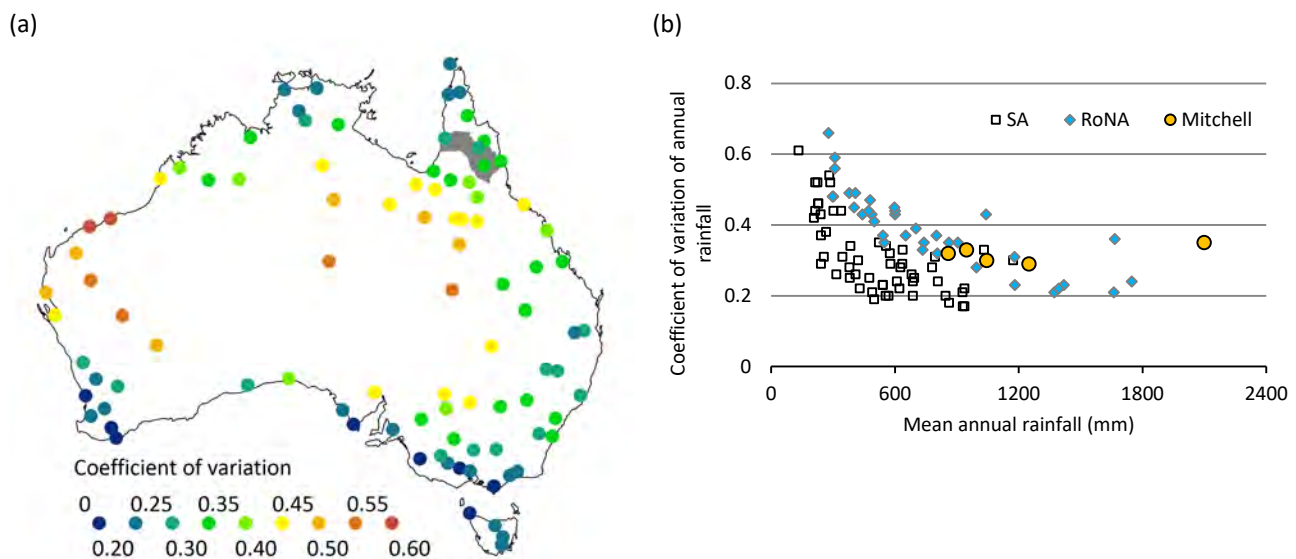 (a)
(b)
Coefficient of variation
0 0.25 0.35 0.45 0.55
0.20 0.30 0.40 0.50 0.60
Coefficient of variation of annual
rainfall
0.8
0.6
0.4
0.2
0
SA RoNA Mitchell
0 600 1200 1800 2400
Mean annual rainfall (mm)